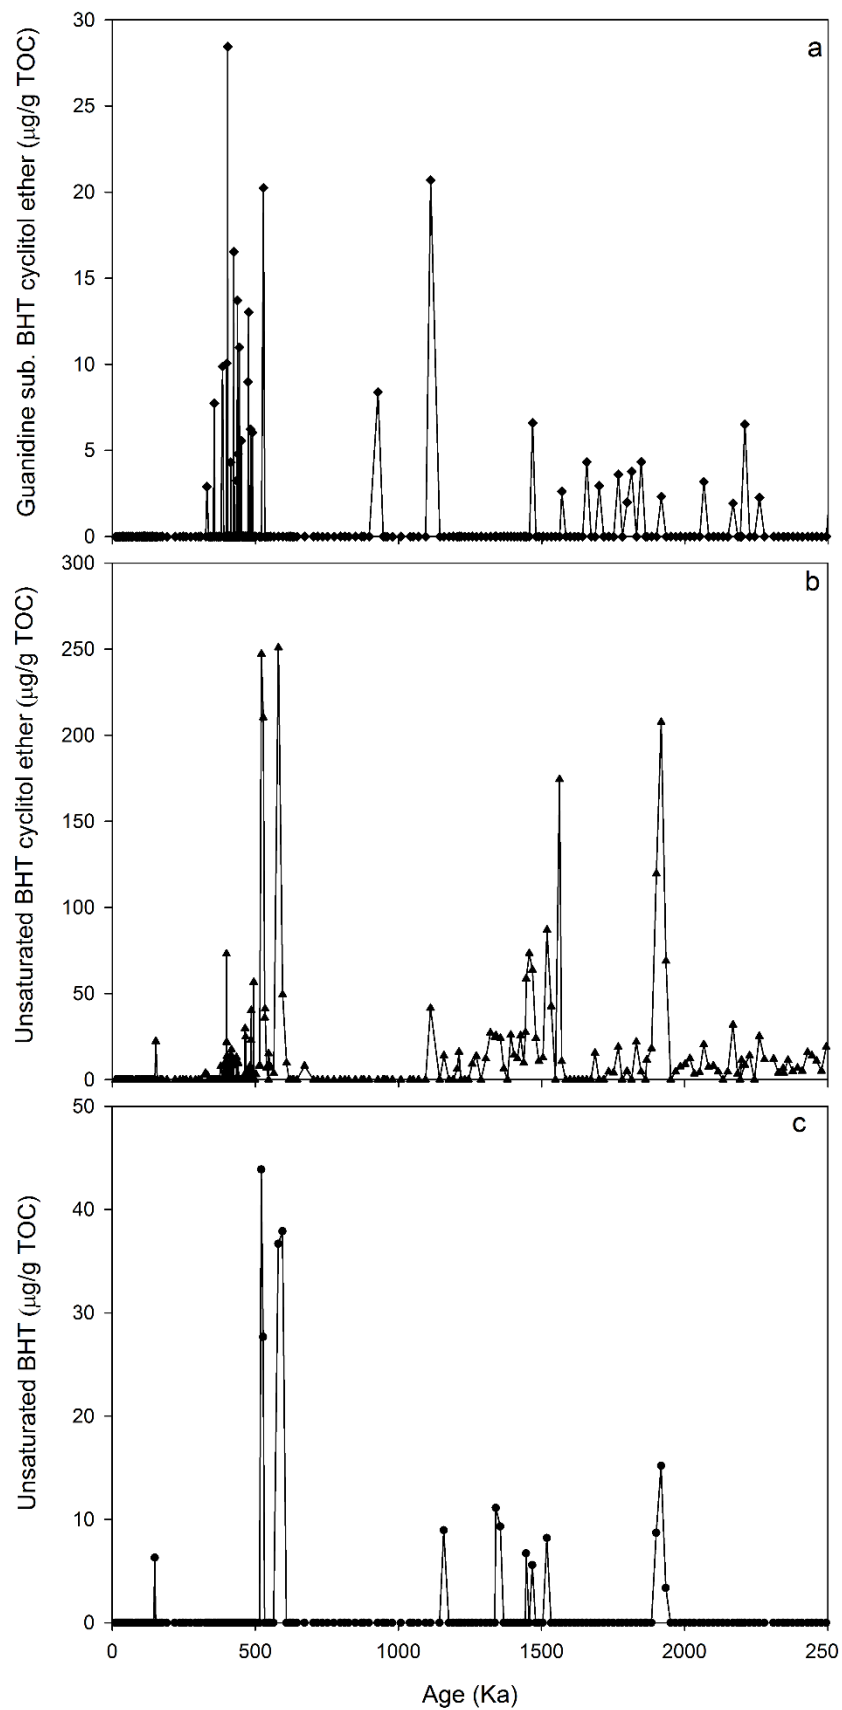 a
Guanidine sub. BHT cyclitol ether (μg/g TOC)
30
25
20
15
10
5
0
b
Unsaturated BHT cyclitol ether (μg/g TOC)
300
250
200
150
100
50
0
c
Unsaturated BHT (μg/g TOC)
50
40
30
20
10
0
0 500 1000 1500 2000 250
Age (Ka)